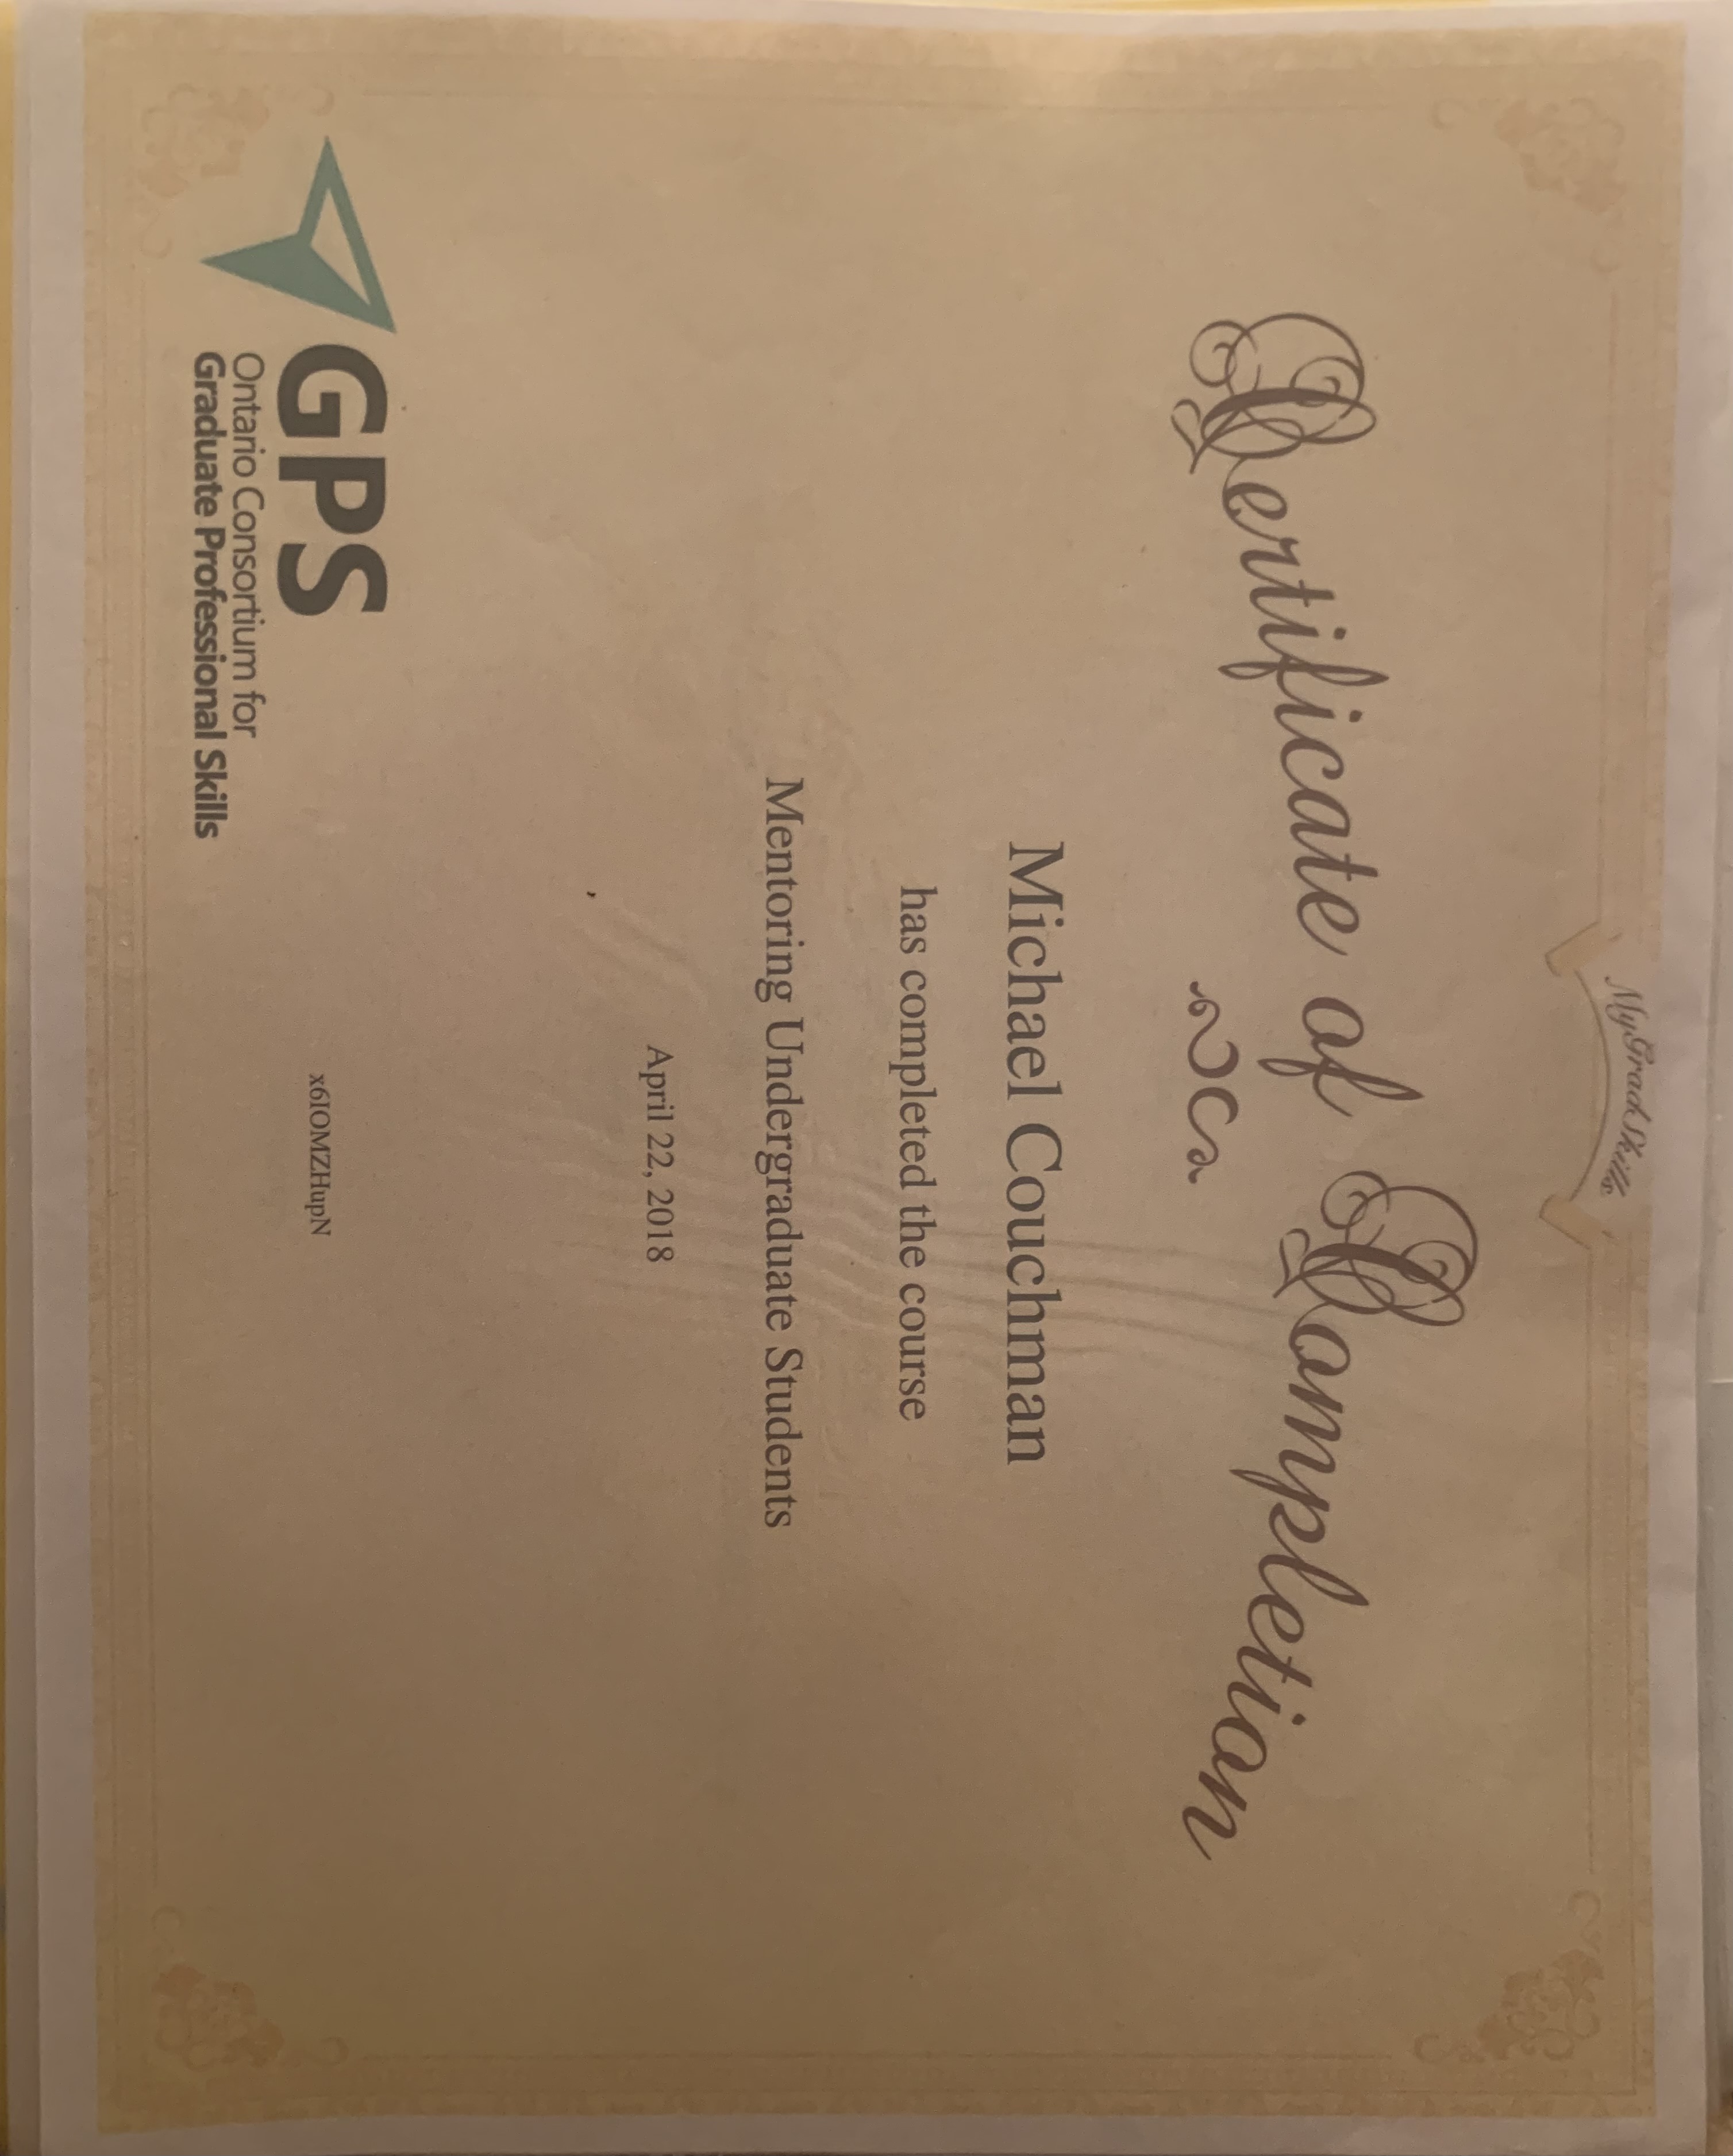 MyGradSkills
Certificate of Completion
Michael Couchman
has completed the course
Mentoring Undergraduate Students
April 22, 2018
x6IOMZHupN
GPS
Ontario Consortium for
Graduate Professional Skills